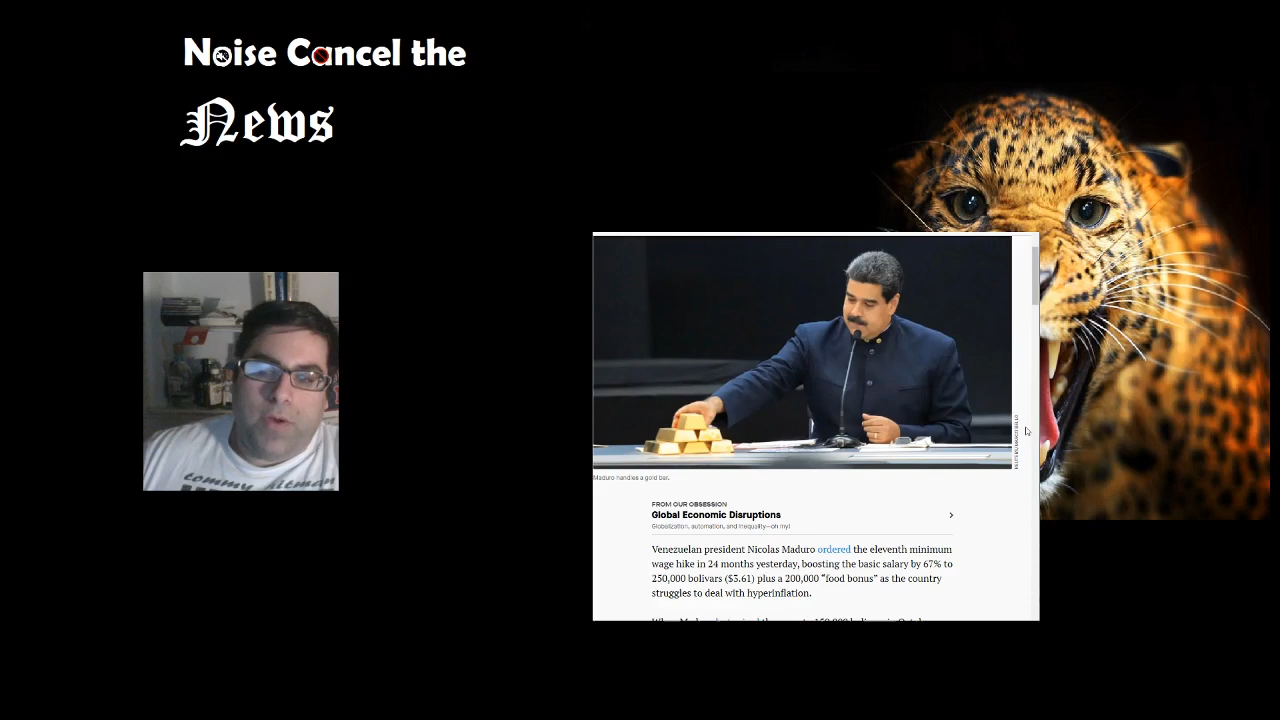 Noise Cancel the
News
tommy
Maduro handles a gold bar.
FROM OUR OBSESSION
Global Economic Disruptions
Globalization, automation, and inequality—oh my!
Venezuelan president Nicolas Maduro ordered the eleventh minimum
wage hike in 24 months yesterday, boosting the basic salary by 67% to
250,000 bolivars ($3.61) plus a 200,000 “food bonus” as the country
struggles to deal with hyperinflation.